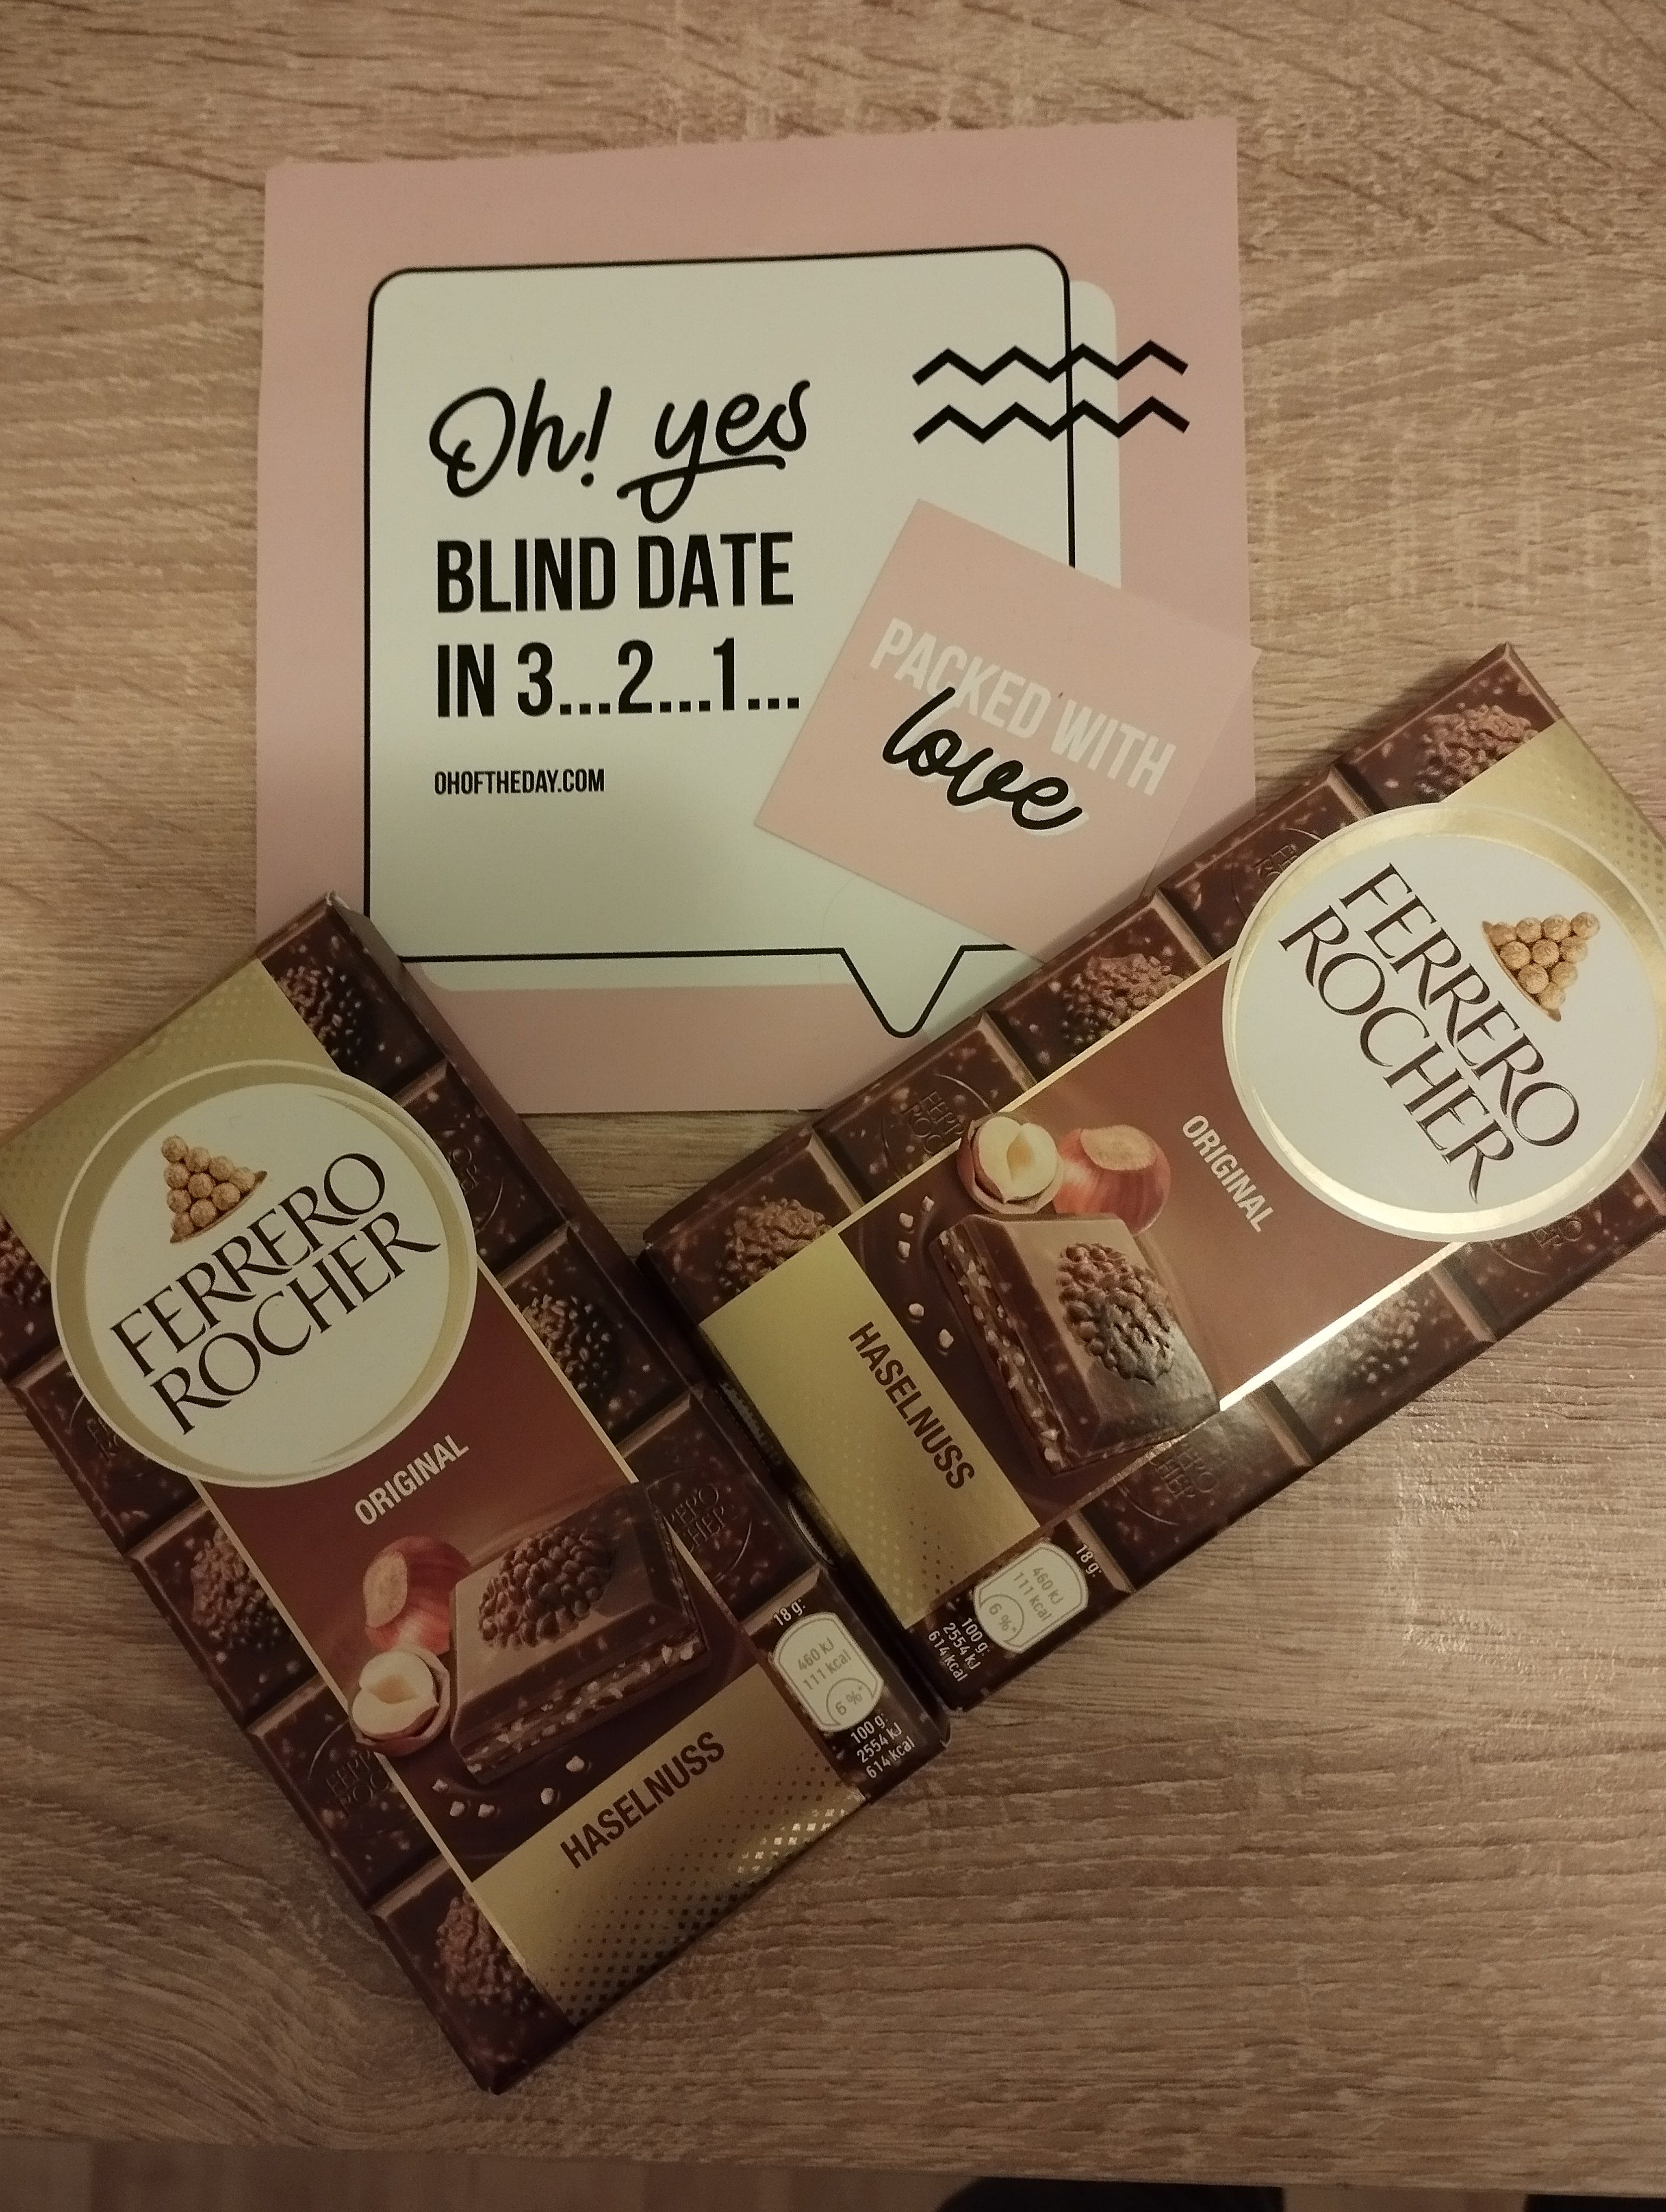 Oh! yes
BLIND DATE
IN 3...2...1...
OHOFTHEDAY.COM
PACKED WITH
love
FERRERO
ROCHER
ORIGINAL
HASELNUSS
18 g:
460 kJ
111 kcal
6 %*
100 g:
2554 kJ
614 kcal
FERRERO
ROCHER
ORIGINAL
HASELNUSS
18 g:
460 kJ
111 kcal
6 %*
100 g:
2554 kJ
614 kcal